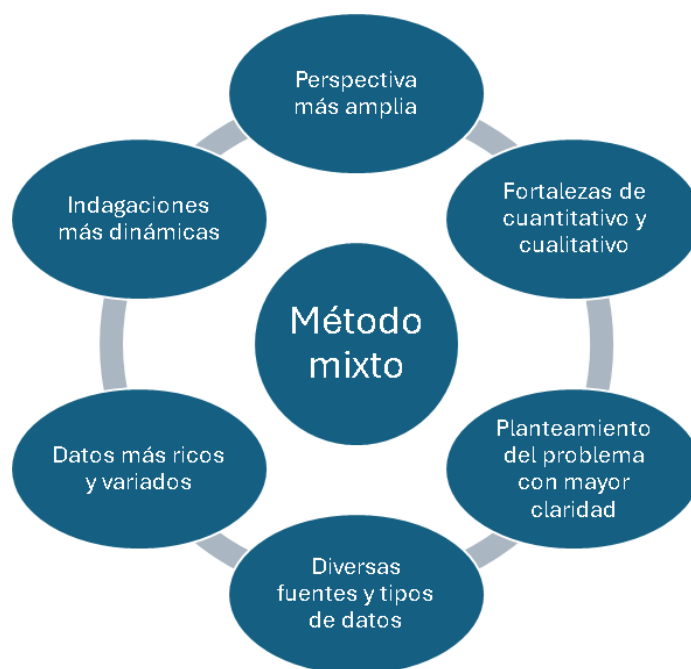 Perspectiva
más amplia
Fortalezas de
cuantitativo y
cualitativo
Planteamiento
del problema
con mayor
claridad
Diversas
fuentes y tipos
de datos
Datos más ricos
y variados
Indagaciones
más dinámicas
Método
mixto